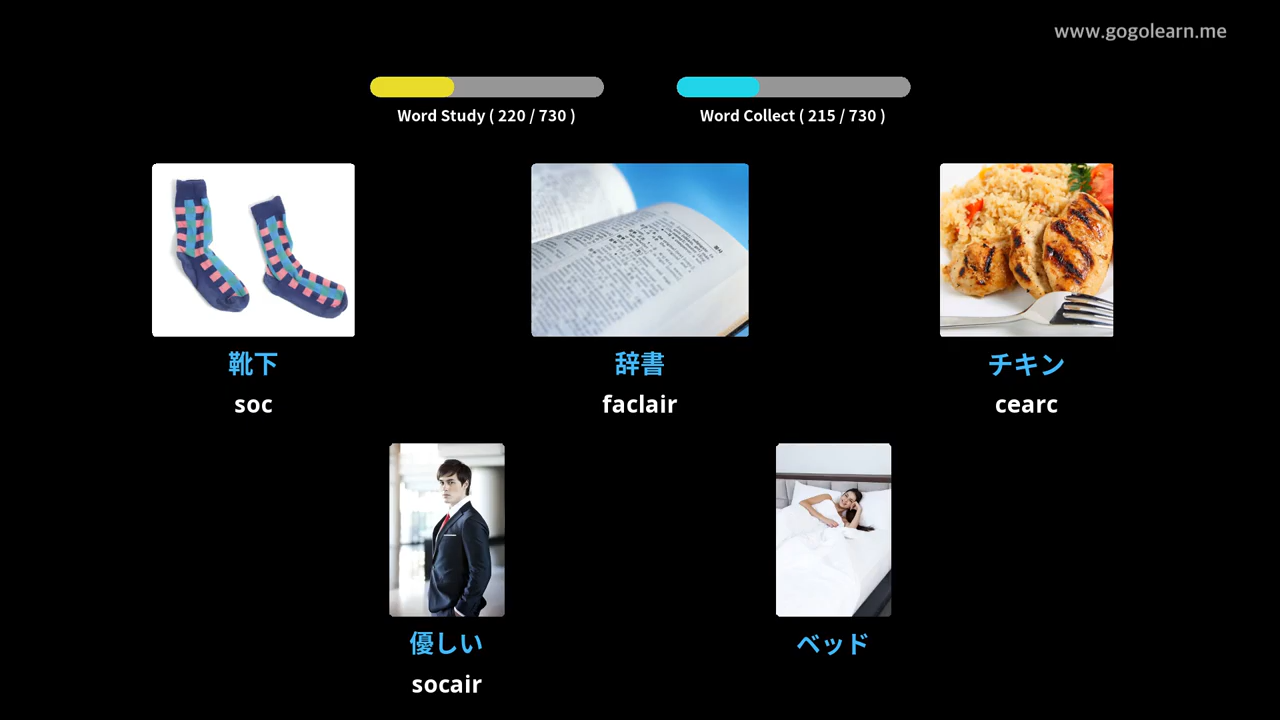 www.gogolearn.me
Word Study ( 220 / 730 )
Word Collect ( 215 / 730 )
靴下
soc
辞書
faclair
チキン
cearc
優しい
socair
ベッド